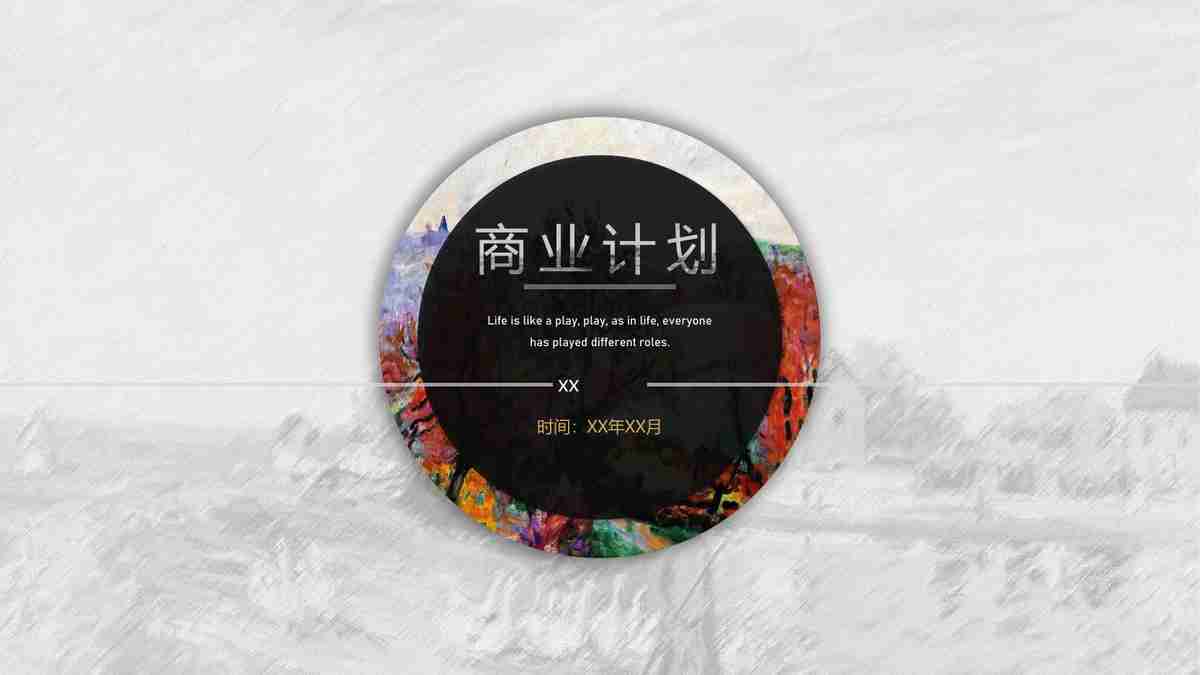 商业计划
Life is like a play, play, as in life, everyone
has played different roles.
XX
时间：XX年XX月